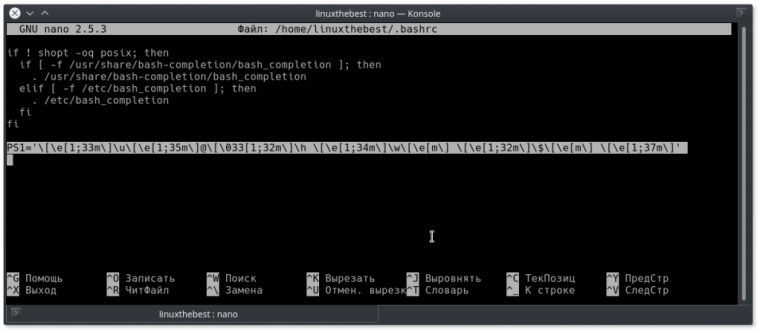 linuxthebest : nano — Konsole
GNU nano 2.5.3 Файл: /home/linuxthebest/.bashrc
if ! shopt -oq posix; then
  if [ -f /usr/share/bash-completion/bash_completion ]; then
    . /usr/share/bash-completion/bash_completion
  elif [ -f /etc/bash_completion ]; then
    . /etc/bash_completion
  fi
fi
PS1='\[\e[1;33m\]\u\[\e[1;35m\]@\[\033[1;32m\]\h \[\e[1;34m\]\w\[\e[m\] \[\e[1;32m\]\$\[\e[m\] \[\e[1;37m\]'
^G Помощь ^O Записать ^W Поиск ^K Вырезать ^J Выровнять ^C ТекПозиц ^Y ПредСтр
^X Выход ^R ЧитФайл ^\ Замена ^U Отмен. вырезк ^T Словарь ^_ К строке ^V СледСтр
linuxthebest : nano